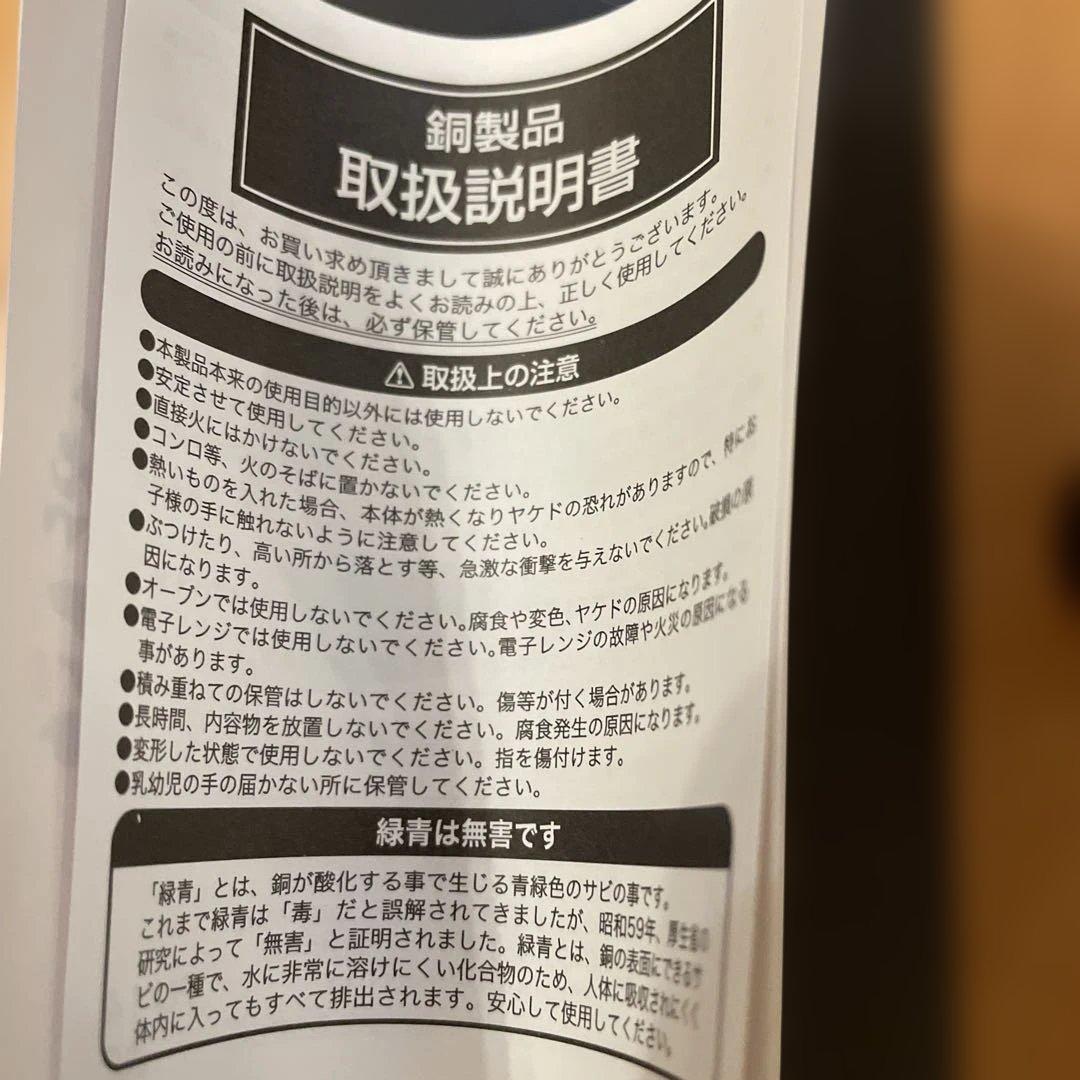 銅製品
取扱説明書
この度は、お買い求め頂きまして誠にありがとうございます。
ご使用の前に取扱説明をよくお読みの上、正しく使用してください。
お読みになった後は、必ず保管してください。
⚠ 取扱上の注意
●本製品本来の使用目的以外には使用しないでください。
●安定させて使用してください。
●直接火にはかけないでください。
●コンロ等、火のそばに置かないでください。
●熱いものを入れた場合、本体が熱くなりヤケドの恐れがありますので、特にお
子様の手に触れないように注意してください。
●ぶつけたり、高い所から落とす等、急激な衝撃を与えないでください。破損の原
因になります。
●オーブンでは使用しないでください。腐食や変色、ヤケドの原因になります。
●電子レンジでは使用しないでください。電子レンジの故障や火災の原因になる
事があります。
●積み重ねての保管はしないでください。傷等が付く場合があります。
●長時間、内容物を放置しないでください。腐食発生の原因になります。
●変形した状態で使用しないでください。指を傷付けます。
●乳幼児の手の届かない所に保管してください。
緑青は無害です
「緑青」とは、銅が酸化する事で生じる青緑色のサビの事です。
これまで緑青は「毒」だと誤解されてきましたが、昭和59年、厚生省の
研究によって「無害」と証明されました。緑青とは、銅の表面にできるサ
ビの一種で、水に非常に溶けにくい化合物のため、人体に吸収されにくく
体内に入ってもすべて排出されます。安心して使用してください。